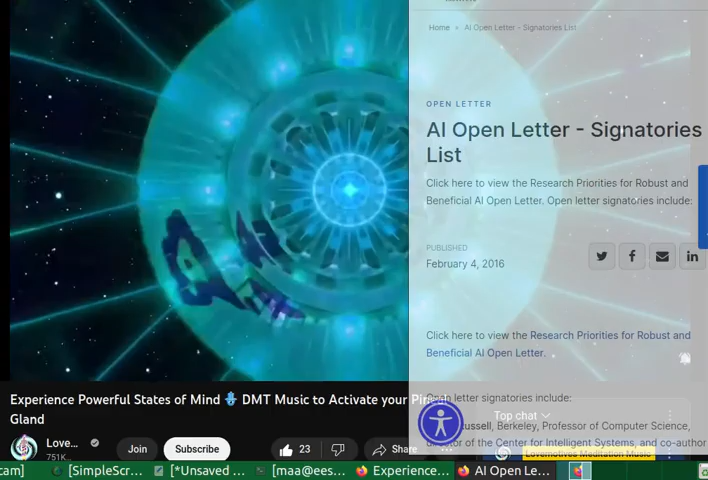 Home
AI Open Letter - Signatories List
OPEN LETTER
AI Open Letter - Signatories
List
Click here to view the Research Priorities for Robust and
Beneficial AI Open Letter. Open letter signatories include:
PUBLISHED
February 4, 2016
Click here to view the Research Priorities for Robust and
Beneficial AI Open Letter.
Open letter signatories include:
Berkeley, Professor of Computer Science,
of the Center for Intelligent Systems, and co-author
Experience Powerful States of Mind DMT Music to Activate your
Gland
Love...
751K
Join
Subscribe
23
Share
Top chat
Lovemotives Meditation Music
cam]
[SimpleScr...
[*Unsaved ...
[maa@ees...
Experience...
AI Open Le...